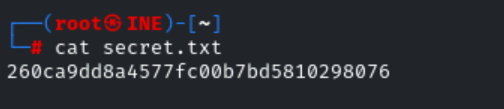 ┌──(root㉿INE)-[~]
└─# cat secret.txt
260ca9dd8a4577fc00b7bd5810298076